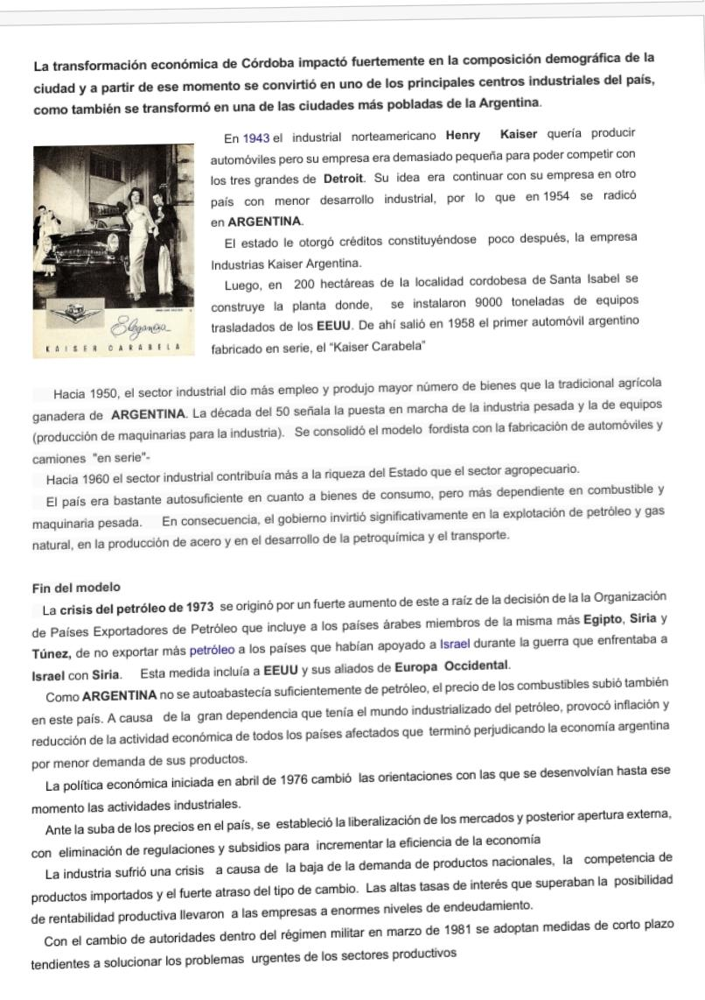 La transformación económica de Córdoba impactó fuertemente en la composición demográfica de la
ciudad y a partir de ese momento se convirtió en uno de los principales centros industriales del país,
como también se transformó en una de las ciudades más pobladas de la Argentina.
En 1943 el industrial norteamericano Henry Kaiser quería producir
automóviles pero su empresa era demasiado pequeña para poder competir con
los tres grandes de Detroit. Su idea era continuar con su empresa en otro
país con menor desarrollo industrial, por lo que en 1954 se radicó
en ARGENTINA.
El estado le otorgó créditos constituyéndose poco después, la empresa
Industrias Kaiser Argentina.
Luego, en 200 hectáreas de la localidad cordobesa de Santa Isabel se
construye la planta donde, se instalaron 9000 toneladas de equipos
trasladados de los EEUU. De ahí salió en 1958 el primer automóvil argentino
fabricado en serie, el “Kaiser Carabela”
Elegancia
KAISER CARABELA
Hacia 1950, el sector industrial dio más empleo y produjo mayor número de bienes que la tradicional agrícola
ganadera de ARGENTINA. La década del 50 señala la puesta en marcha de la industria pesada y la de equipos
(producción de maquinarias para la industria). Se consolidó el modelo fordista con la fabricación de automóviles y
camiones "en serie"-
Hacia 1960 el sector industrial contribuía más a la riqueza del Estado que el sector agropecuario.
El país era bastante autosuficiente en cuanto a bienes de consumo, pero más dependiente en combustible y
maquinaria pesada. En consecuencia, el gobierno invirtió significativamente en la explotación de petróleo y gas
natural, en la producción de acero y en el desarrollo de la petroquímica y el transporte.
Fin del modelo
La crisis del petróleo de 1973 se originó por un fuerte aumento de este a raíz de la decisión de la la Organización
de Países Exportadores de Petróleo que incluye a los países árabes miembros de la misma más Egipto, Siria y
Túnez, de no exportar más petróleo a los países que habían apoyado a Israel durante la guerra que enfrentaba a
Israel con Siria. Esta medida incluía a EEUU y sus aliados de Europa Occidental.
Como ARGENTINA no se autoabastecía suficientemente de petróleo, el precio de los combustibles subió también
en este país. A causa de la gran dependencia que tenía el mundo industrializado del petróleo, provocó inflación y
reducción de la actividad económica de todos los países afectados que terminó perjudicando la economía argentina
por menor demanda de sus productos.
La política económica iniciada en abril de 1976 cambió las orientaciones con las que se desenvolvían hasta ese
momento las actividades industriales.
Ante la suba de los precios en el país, se estableció la liberalización de los mercados y posterior apertura externa,
con eliminación de regulaciones y subsidios para incrementar la eficiencia de la economía
La industria sufrió una crisis a causa de la baja de la demanda de productos nacionales, la competencia de
productos importados y el fuerte atraso del tipo de cambio. Las altas tasas de interés que superaban la posibilidad
de rentabilidad productiva llevaron a las empresas a enormes niveles de endeudamiento.
Con el cambio de autoridades dentro del régimen militar en marzo de 1981 se adoptan medidas de corto plazo
tendientes a solucionar los problemas urgentes de los sectores productivos